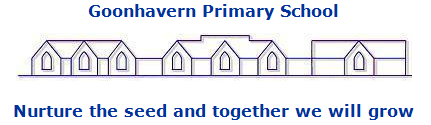 Goonhavern Primary School
Nurture the seed and together we will grow